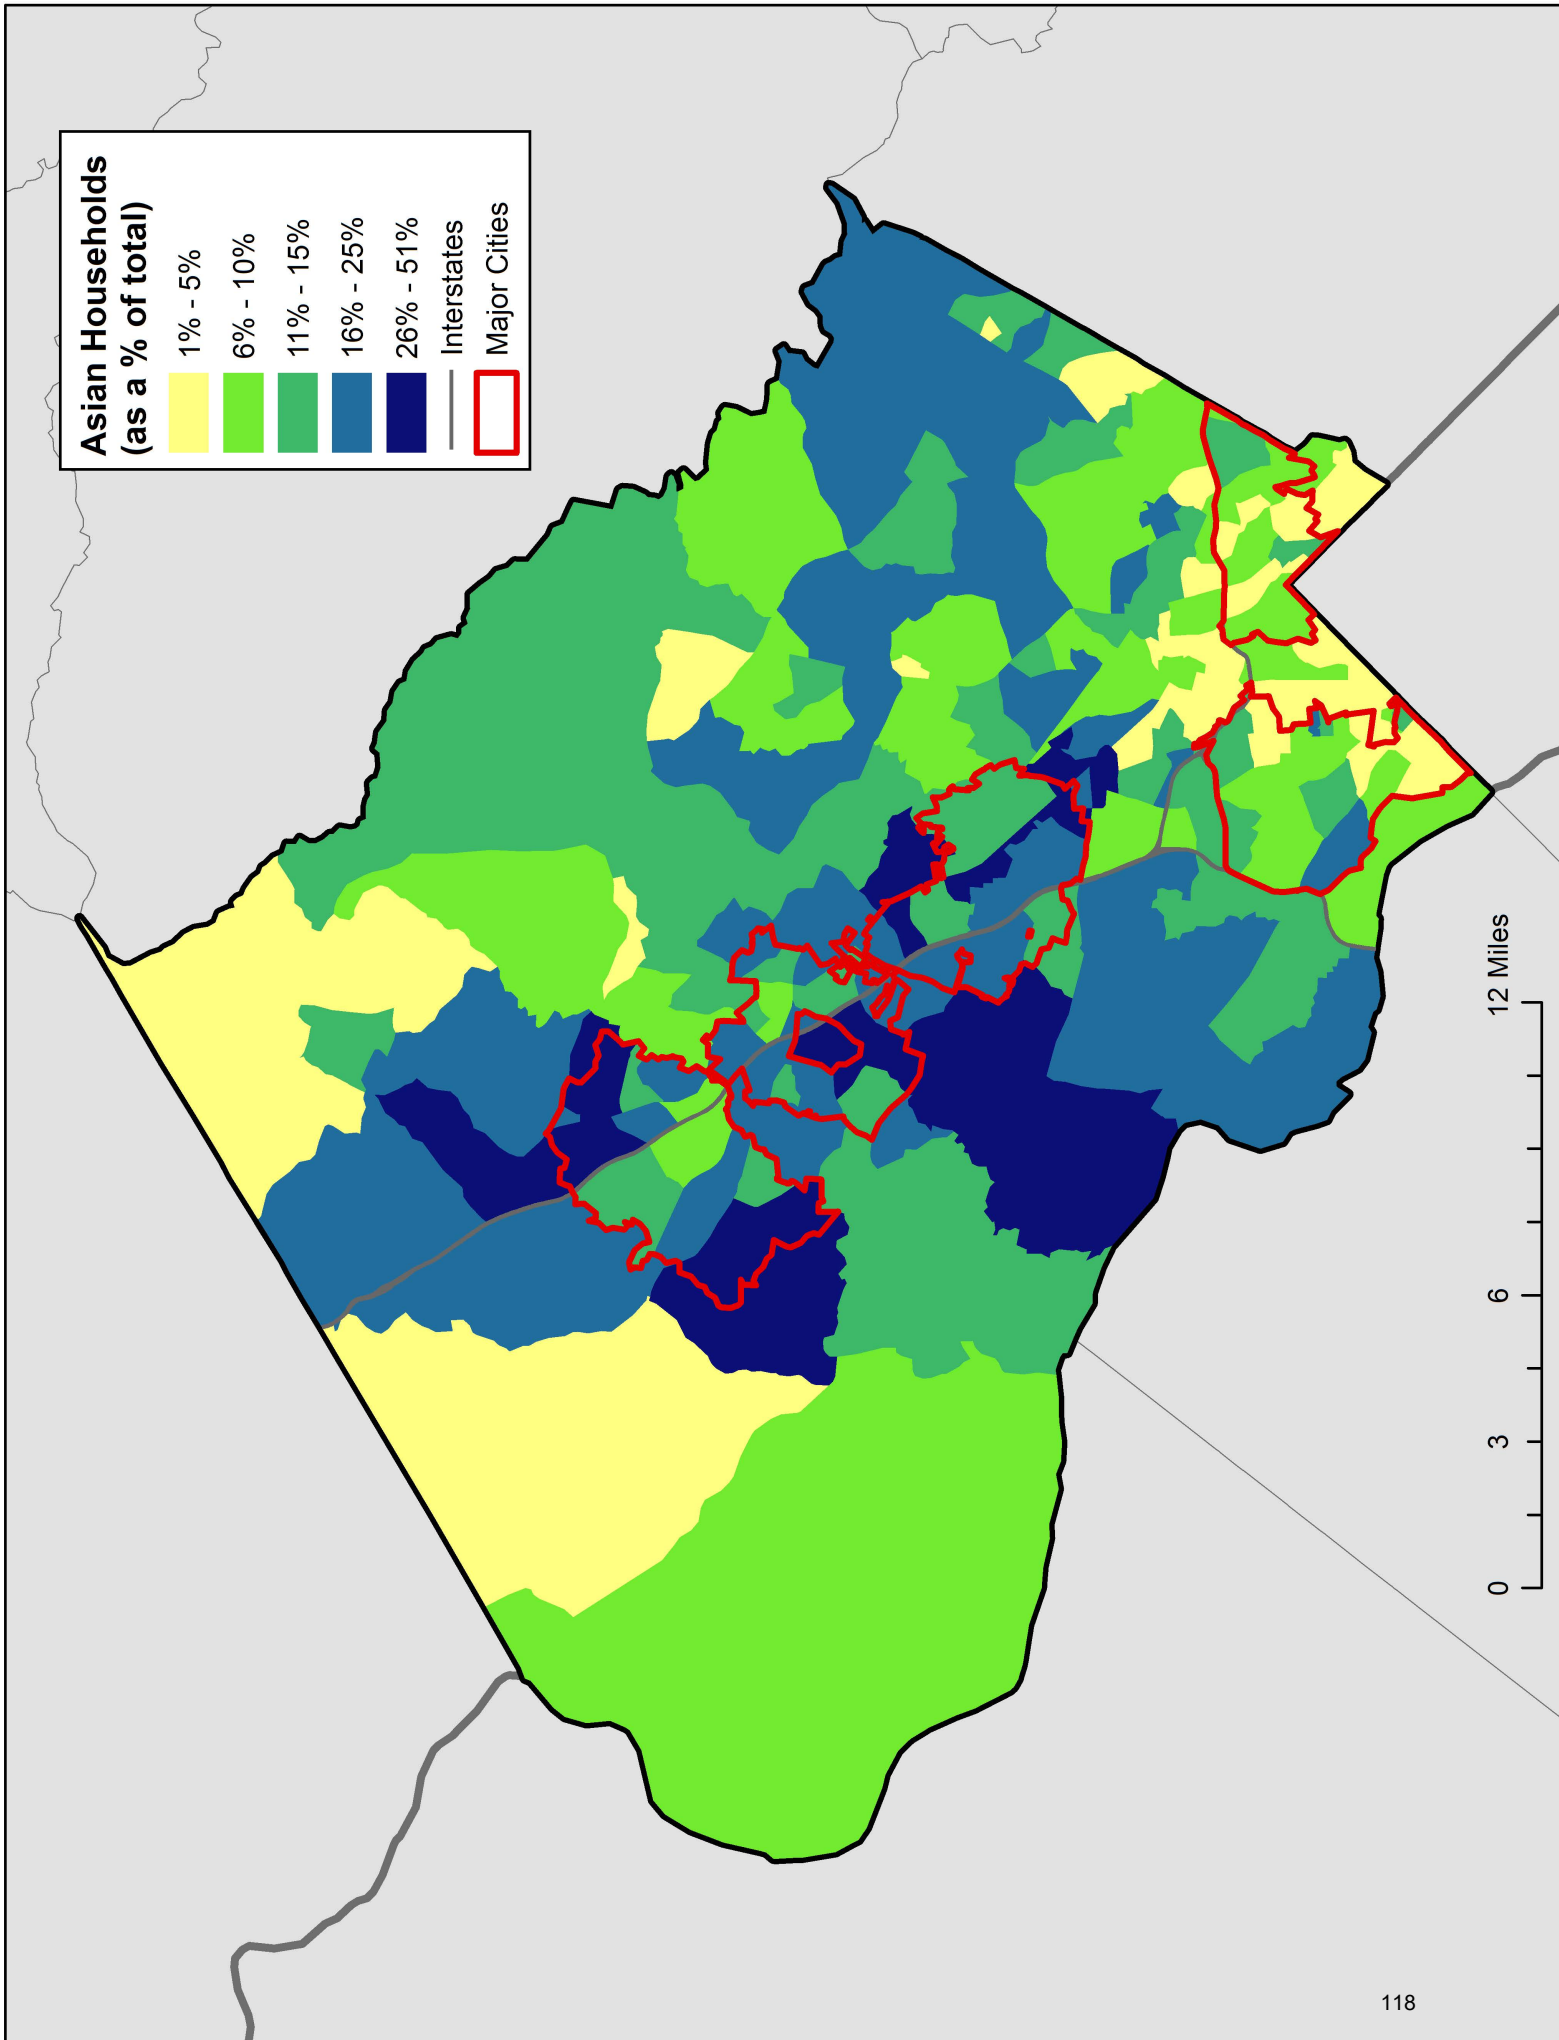 Asian Households
(as a % of total)
1% - 5%
6% - 10%
11% - 15%
16% - 25%
26% - 51%
Interstates
Major Cities
0 3 6 12 Miles
118